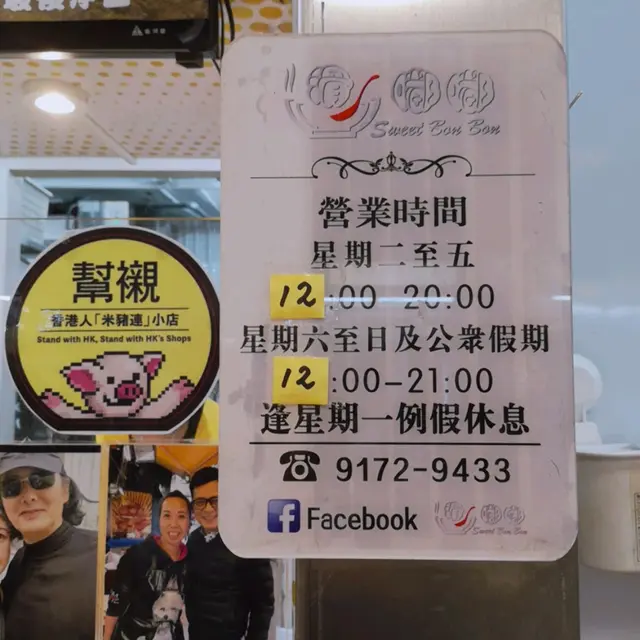 Sweet Bon Bon
營業時間
星期二至五
12:00 20:00
星期六至日及公眾假期
12:00-21:00
逢星期一例假休息
9172-9433
Facebook
Sweet Bon Bon
幫襯
香港人「米豬連」小店
Stand with HK, Stand with HK's Shops